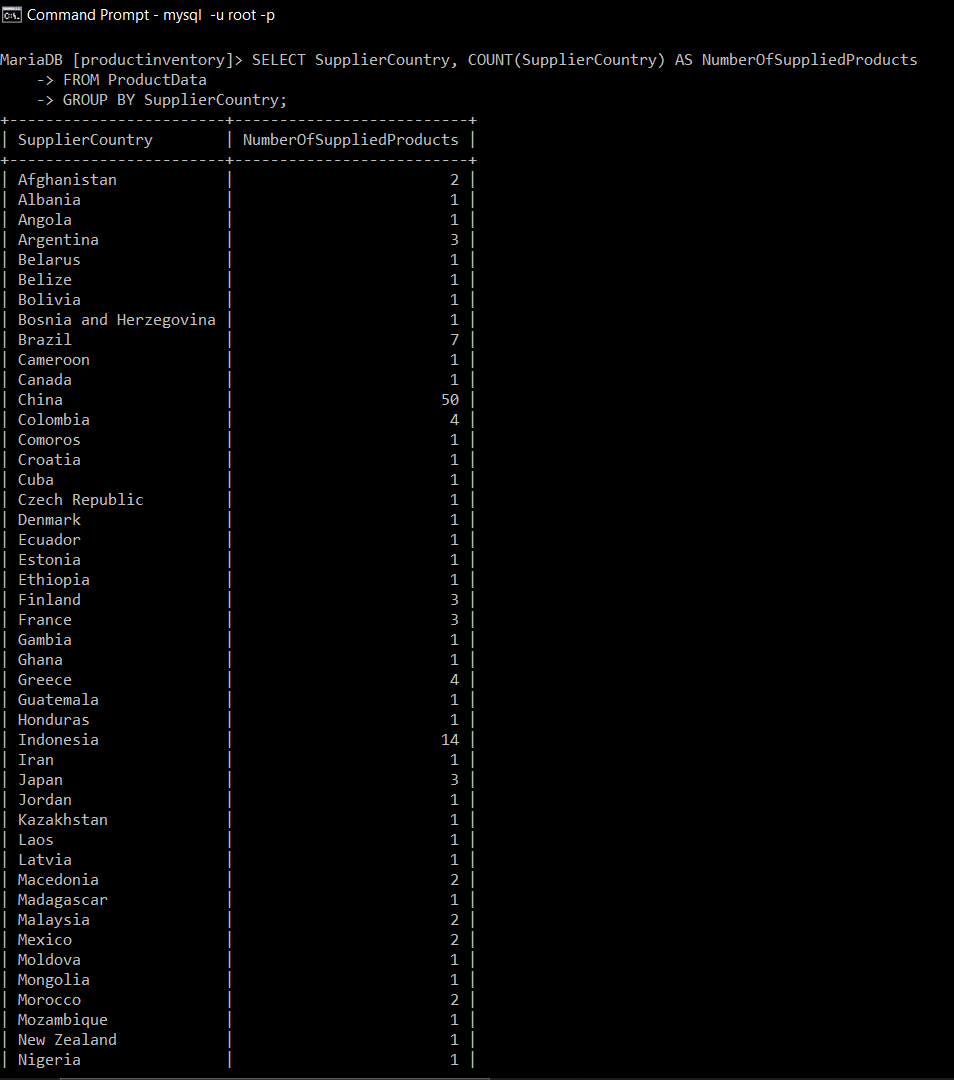 Command Prompt - mysql  -u root -p
MariaDB [productinventory]> SELECT SupplierCountry, COUNT(SupplierCountry) AS NumberOfSuppliedProducts
    -> FROM ProductData
    -> GROUP BY SupplierCountry;
+------------------------+--------------------------+
| SupplierCountry        | NumberOfSuppliedProducts |
+------------------------+--------------------------+
| Afghanistan            |                        2 |
| Albania                |                        1 |
| Angola                 |                        1 |
| Argentina              |                        3 |
| Belarus                |                        1 |
| Belize                 |                        1 |
| Bolivia                |                        1 |
| Bosnia and Herzegovina |                        1 |
| Brazil                 |                        7 |
| Cameroon               |                        1 |
| Canada                 |                        1 |
| China                  |                       50 |
| Colombia               |                        4 |
| Comoros                |                        1 |
| Croatia                |                        1 |
| Cuba                   |                        1 |
| Czech Republic         |                        1 |
| Denmark                |                        1 |
| Ecuador                |                        1 |
| Estonia                |                        1 |
| Ethiopia               |                        1 |
| Finland                |                        3 |
| France                 |                        3 |
| Gambia                 |                        1 |
| Ghana                  |                        1 |
| Greece                 |                        4 |
| Guatemala              |                        1 |
| Honduras               |                        1 |
| Indonesia              |                       14 |
| Iran                   |                        1 |
| Japan                  |                        3 |
| Jordan                 |                        1 |
| Kazakhstan             |                        1 |
| Laos                   |                        1 |
| Latvia                 |                        1 |
| Macedonia              |                        2 |
| Madagascar             |                        1 |
| Malaysia               |                        2 |
| Mexico                 |                        2 |
| Moldova                |                        1 |
| Mongolia               |                        1 |
| Morocco                |                        2 |
| Mozambique             |                        1 |
| New Zealand            |                        1 |
| Nigeria                |                        1 |